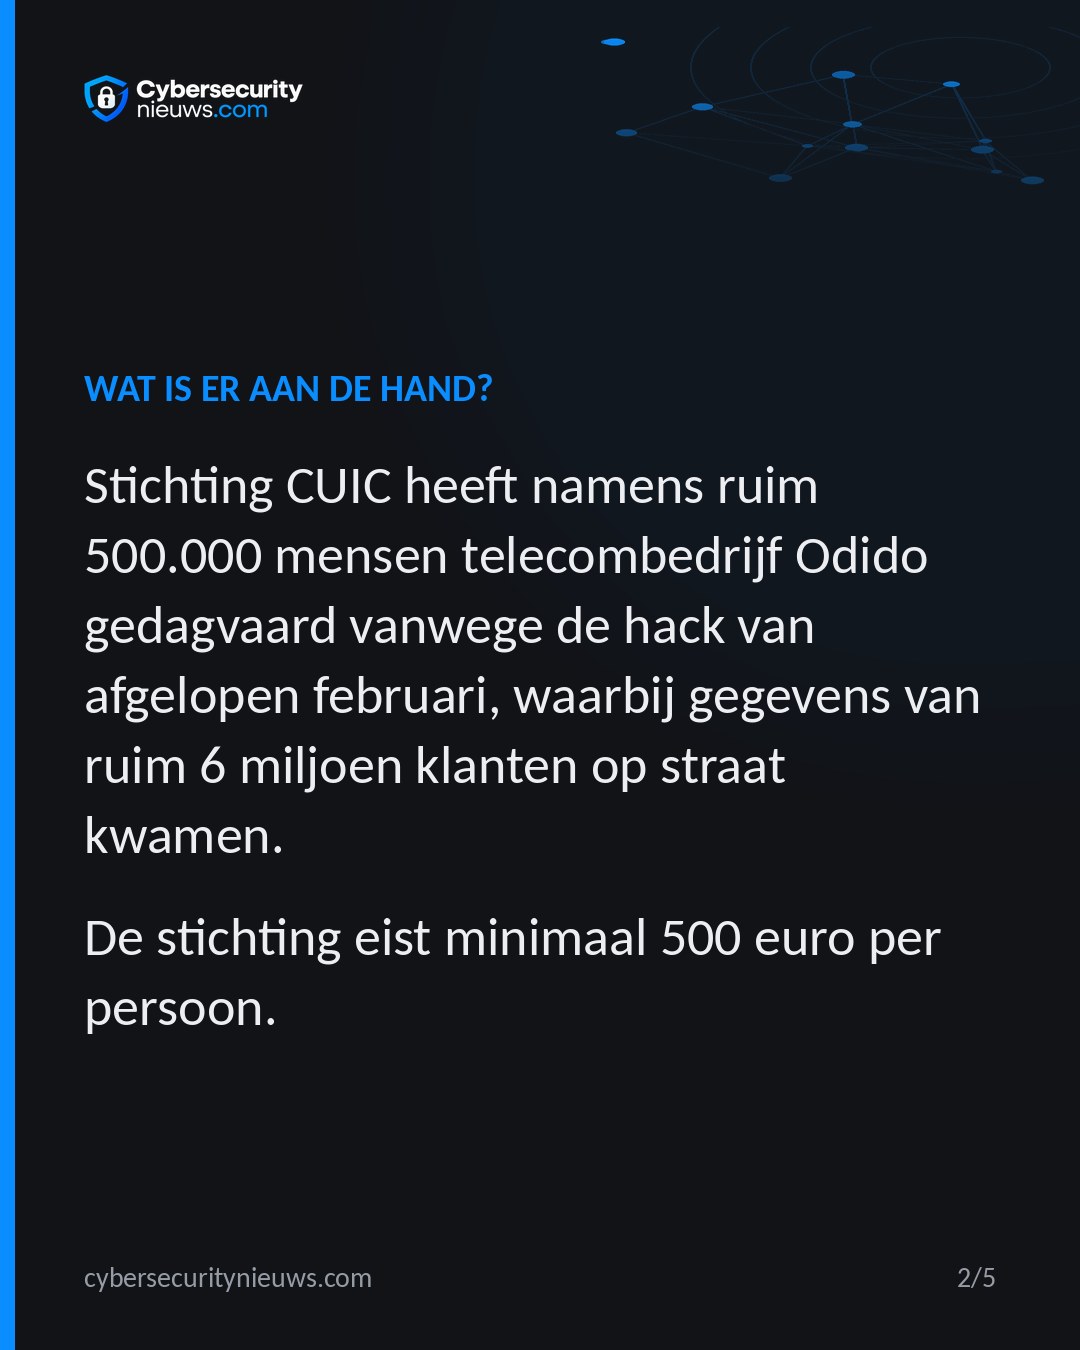 Cybersecurity
nieuws.com
WAT IS ER AAN DE HAND?
Stichting CUIC heeft namens ruim
500.000 mensen telecombedrijf Odido
gedagvaard vanwege de hack van
afgelopen februari, waarbij gegevens van
ruim 6 miljoen klanten op straat
kwamen.
De stichting eist minimaal 500 euro per
persoon.
cybersecuritynieuws.com
2/5